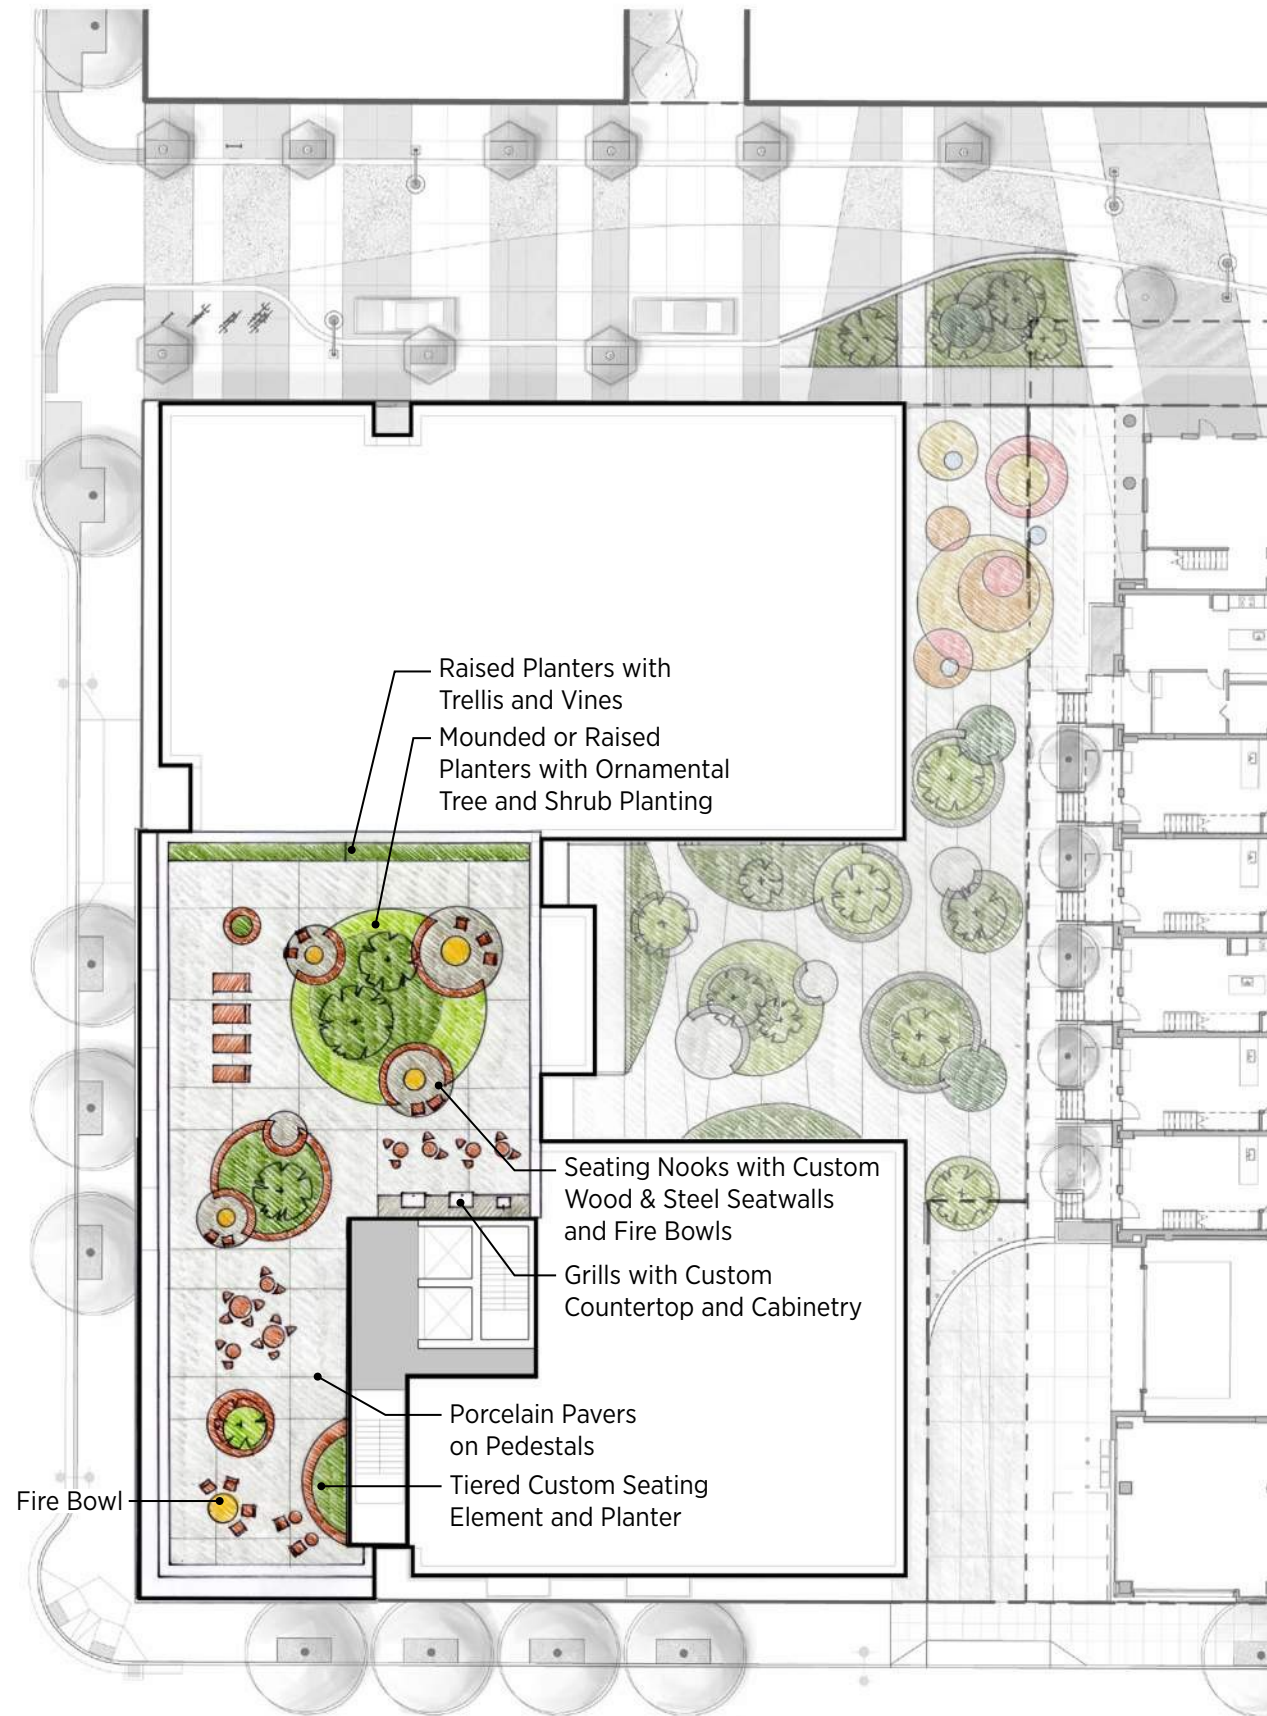 Raised Planters with
Trellis and Vines
Mounded or Raised
Planters with Ornamental
Tree and Shrub Planting
Seating Nooks with Custom
Wood & Steel Seatwalls
and Fire Bowls
Grills with Custom
Countertop and Cabinetry
Porcelain Pavers
on Pedestals
Tiered Custom Seating
Element and Planter
Fire Bowl